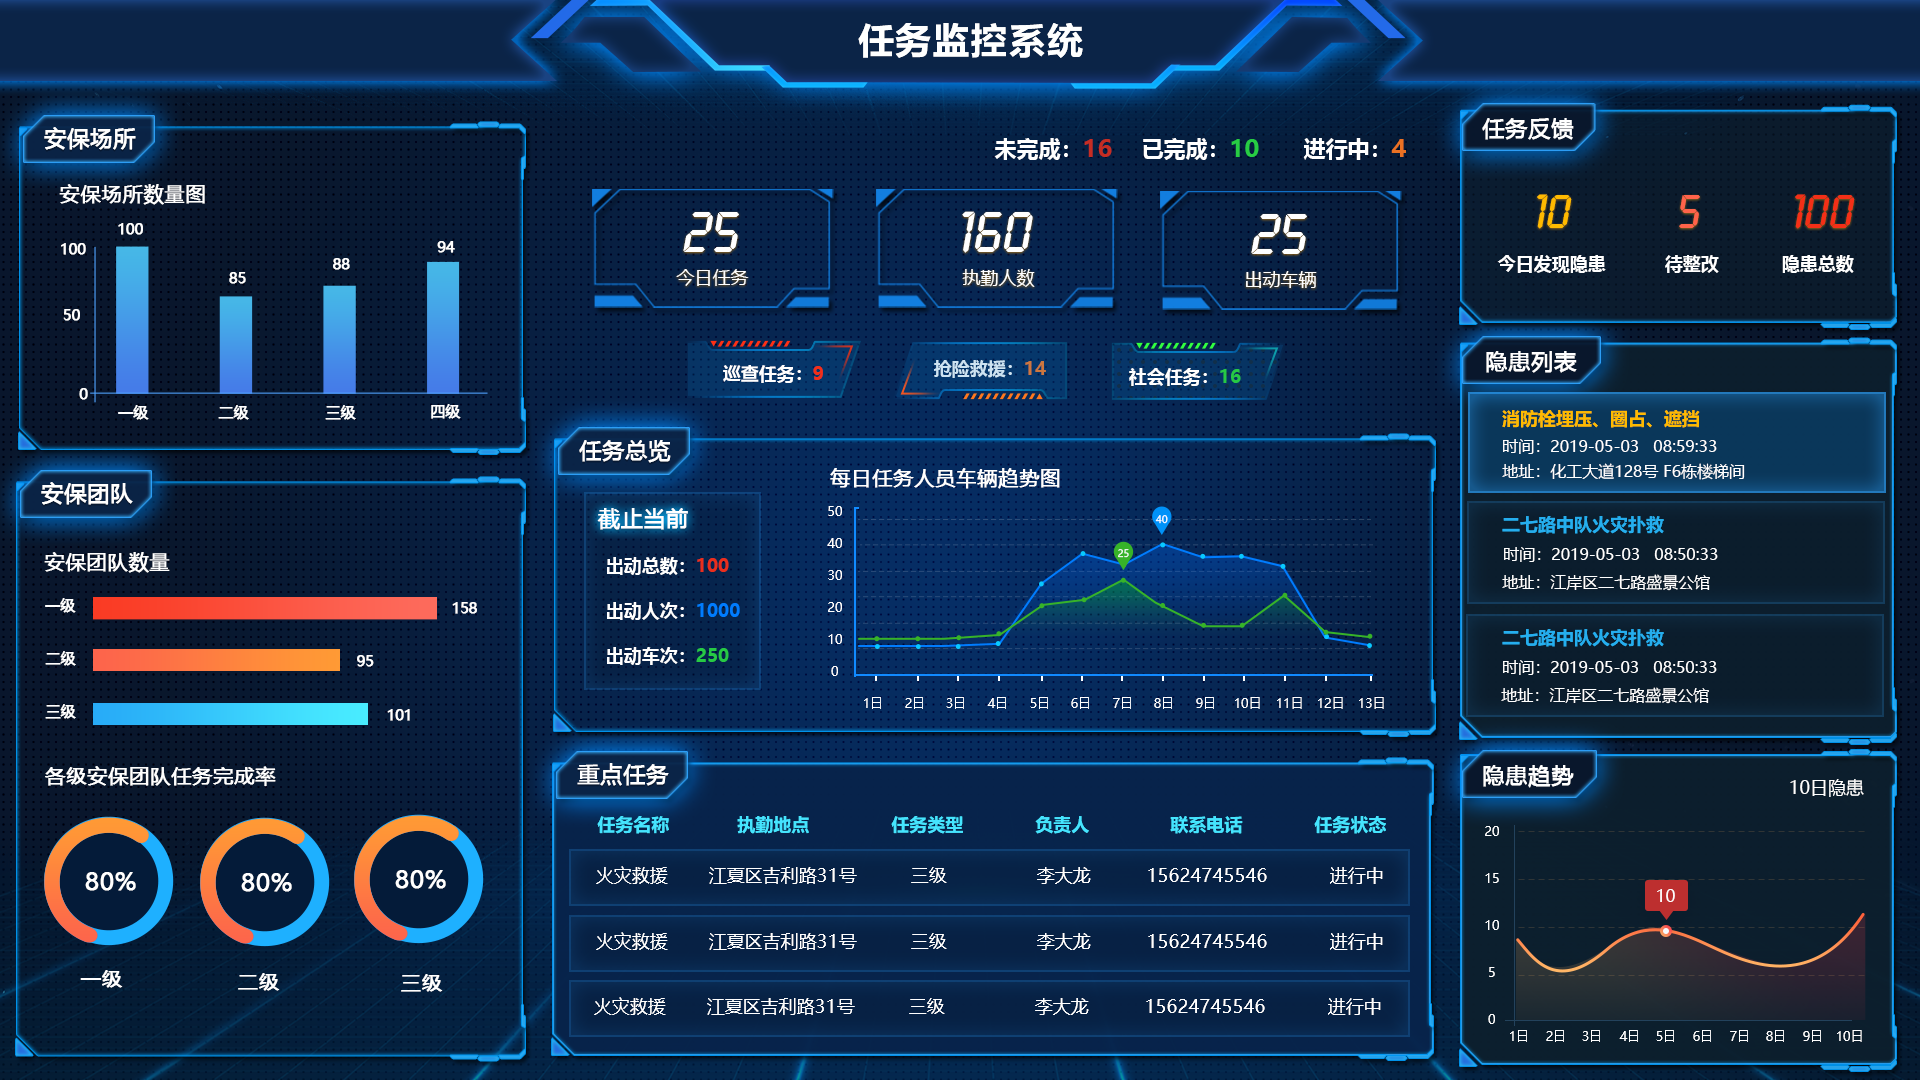 任务监控系统
安保场所
安保场所数量图
100
85
88
94
100
50
0
一级 二级 三级 四级
安保团队
安保团队数量
一级 158
二级 95
三级 101
各级安保团队任务完成率
80% 80% 80%
一级 二级 三级
未完成：16 已完成：10 进行中：4
25
今日任务
160
执勤人数
25
出动车辆
巡查任务：9
抢险救援：14
社会任务：16
任务总览
截止当前
出动总数：100
出动人次：1000
出动车次：250
每日任务人员车辆趋势图
50
40
30
20
10
0
40
25
1日 2日 3日 4日 5日 6日 7日 8日 9日 10日 11日 12日 13日
重点任务
任务名称 执勤地点 任务类型 负责人 联系电话 任务状态
火灾救援 江夏区吉利路31号 三级 李大龙 15624745546 进行中
火灾救援 江夏区吉利路31号 三级 李大龙 15624745546 进行中
火灾救援 江夏区吉利路31号 三级 李大龙 15624745546 进行中
任务反馈
10 5 100
今日发现隐患 待整改 隐患总数
隐患列表
消防栓埋压、圈占、遮挡
时间：2019-05-03 08:59:33
地址：化工大道128号 F6栋楼梯间
二七路中队火灾扑救
时间：2019-05-03 08:50:33
地址：江岸区二七路盛景公馆
二七路中队火灾扑救
时间：2019-05-03 08:50:33
地址：江岸区二七路盛景公馆
隐患趋势
10日隐患
20
15
10
5
0
10
1日 2日 3日 4日 5日 6日 7日 8日 9日 10日